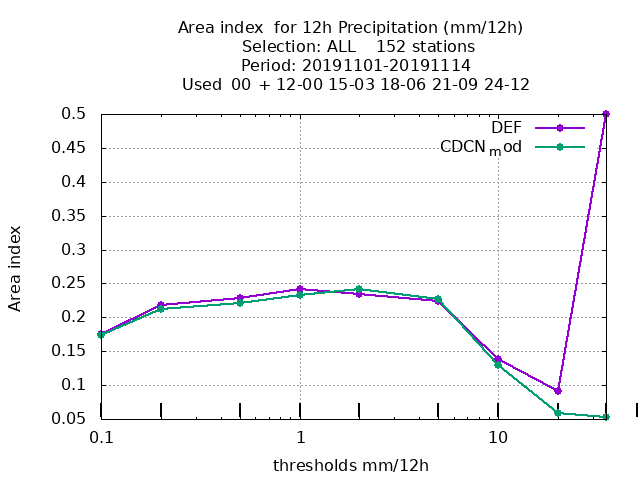 Area index  for 12h Precipitation (mm/12h)
Selection: ALL    152 stations
Period: 20191101-20191114
Used  00 + 12-00 15-03 18-06 21-09 24-12
DEF
CDCNmod
0.5
0.45
0.4
0.35
0.3
0.25
0.2
0.15
0.1
0.05
Area index
0.1 1 10
thresholds mm/12h